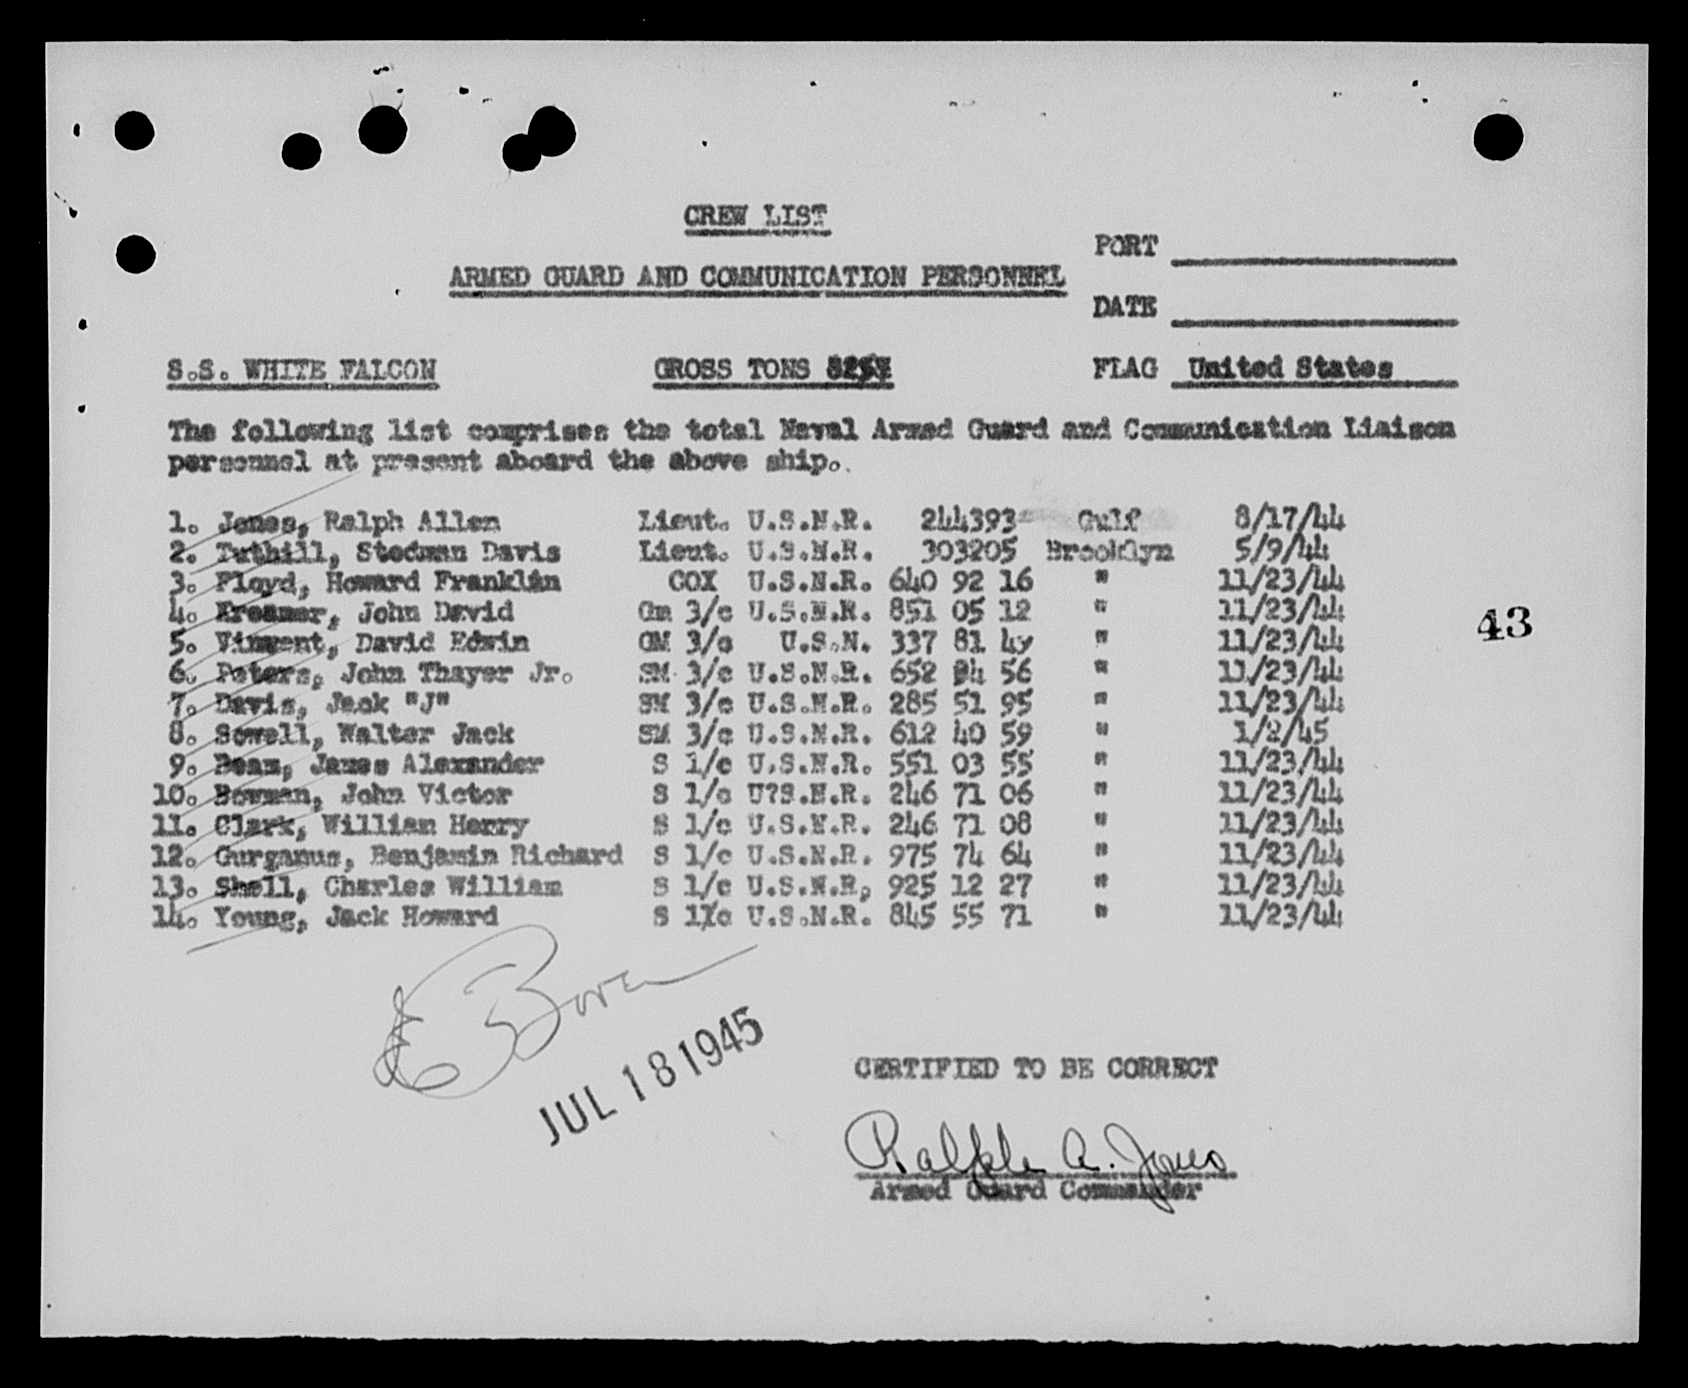 CREW LIST
PORT
ARMED GUARD AND COMMUNICATION PERSONNEL
DATE
S.S. WHITE FALCON GROSS TONS FLAG United States
The following list comprises the total Naval Armed Guard and Communication Liaison
personnel at present aboard the above ship.
1. Jones, Ralph Allen Lieut. U.S.N.R. 244393 Gulf 8/17/44
2. Tuthill, Stedman Davis Lieut. U.S.N.R. 303205 Brooklyn 5/9/44
3. Floyd, Howard Franklin COX U.S.N.R. 640 92 16 " 11/23/44
4. Kreamer, John David Gm 3/c U.S.N.R. 851 05 12 " 11/23/44
5. Vincent, David Edwin GM 3/c U.S.N. 337 81 " 11/23/44
6. Peters, John Thayer Jr. SM 3/c U.S.N.R. 652 84 56 " 11/23/44
7. Davis, Jack "J" SM 3/c U.S.N.R. 285 51 95 " 11/23/44
8. Sowell, Walter Jack SM 3/c U.S.N.R. 612 40 59 " 1/2/45
9. Beam, James Alexander S 1/c U.S.N.R. 551 03 55 " 11/23/44
10. Bowman, John Victor S 1/c U?S.N.R. 246 71 06 " 11/23/44
11. Clark, William Henry S 1/c U.S.N.R. 246 71 08 " 11/23/44
12. Gurganus, Benjamin Richard S 1/c U.S.N.R. 975 74 64 " 11/23/44
13. Shell, Charles William S 1/c U.S.N.R, 925 12 27 " 11/23/44
14. Young, Jack Howard S 1/c U.S.N.R. 845 55 71 " 11/23/44
43
JUL 18 1945
CERTIFIED TO BE CORRECT
Ralph A. Jones
Armed Guard Commander